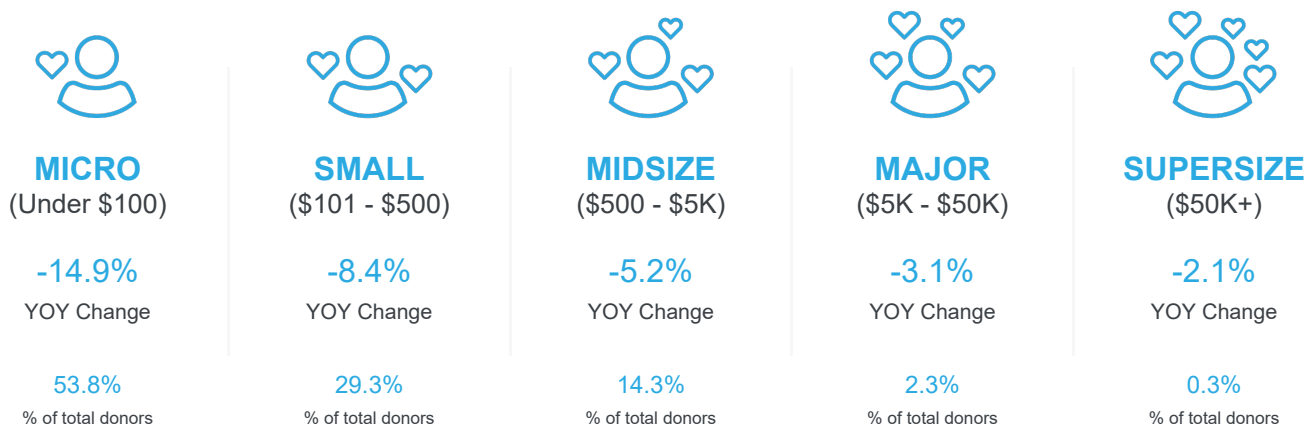 MICRO
(Under $100)
-14.9%
YOY Change
53.8%
% of total donors
SMALL
($101 - $500)
-8.4%
YOY Change
29.3%
% of total donors
MIDSIZE
($500 - $5K)
-5.2%
YOY Change
14.3%
% of total donors
MAJOR
($5K - $50K)
-3.1%
YOY Change
2.3%
% of total donors
SUPERSIZE
($50K+)
-2.1%
YOY Change
0.3%
% of total donors